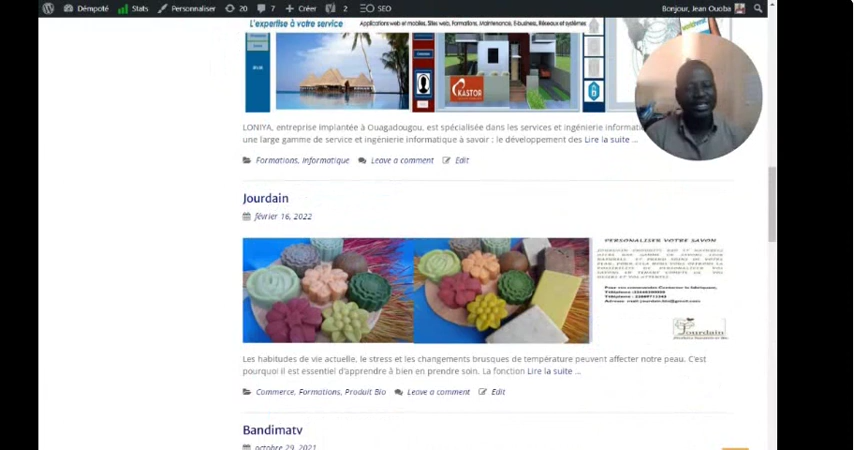 Démpoté Stats Personnaliser 20 7 Créer 2 SEO Bonjour, Jean Ouoba
L'expertise à votre service Applications web et mobiles, Sites web, Formations, Maintenance, E-business, Réseaux et systèmes
KASTOR
LONIYA, entreprise implantée à Ouagadougou, est spécialisée dans les services et ingénierie
une large gamme de service et ingénierie informatique à savoir : le développement des Lire la suite ...
Formations, Informatique Leave a comment Edit
Jourdain
février 16, 2022
PERSONALISER VOTRE SAVON
Jourdain
Les habitudes de vie actuelle, le stress et les changements brusques de température peuvent affecter notre peau. C'est
pourquoi il est essentiel d'apprendre à bien en prendre soin. La fonction Lire la suite ...
Commerce, Formations, Produit Bio Leave a comment Edit
Bandimatv
octobre 29, 2021